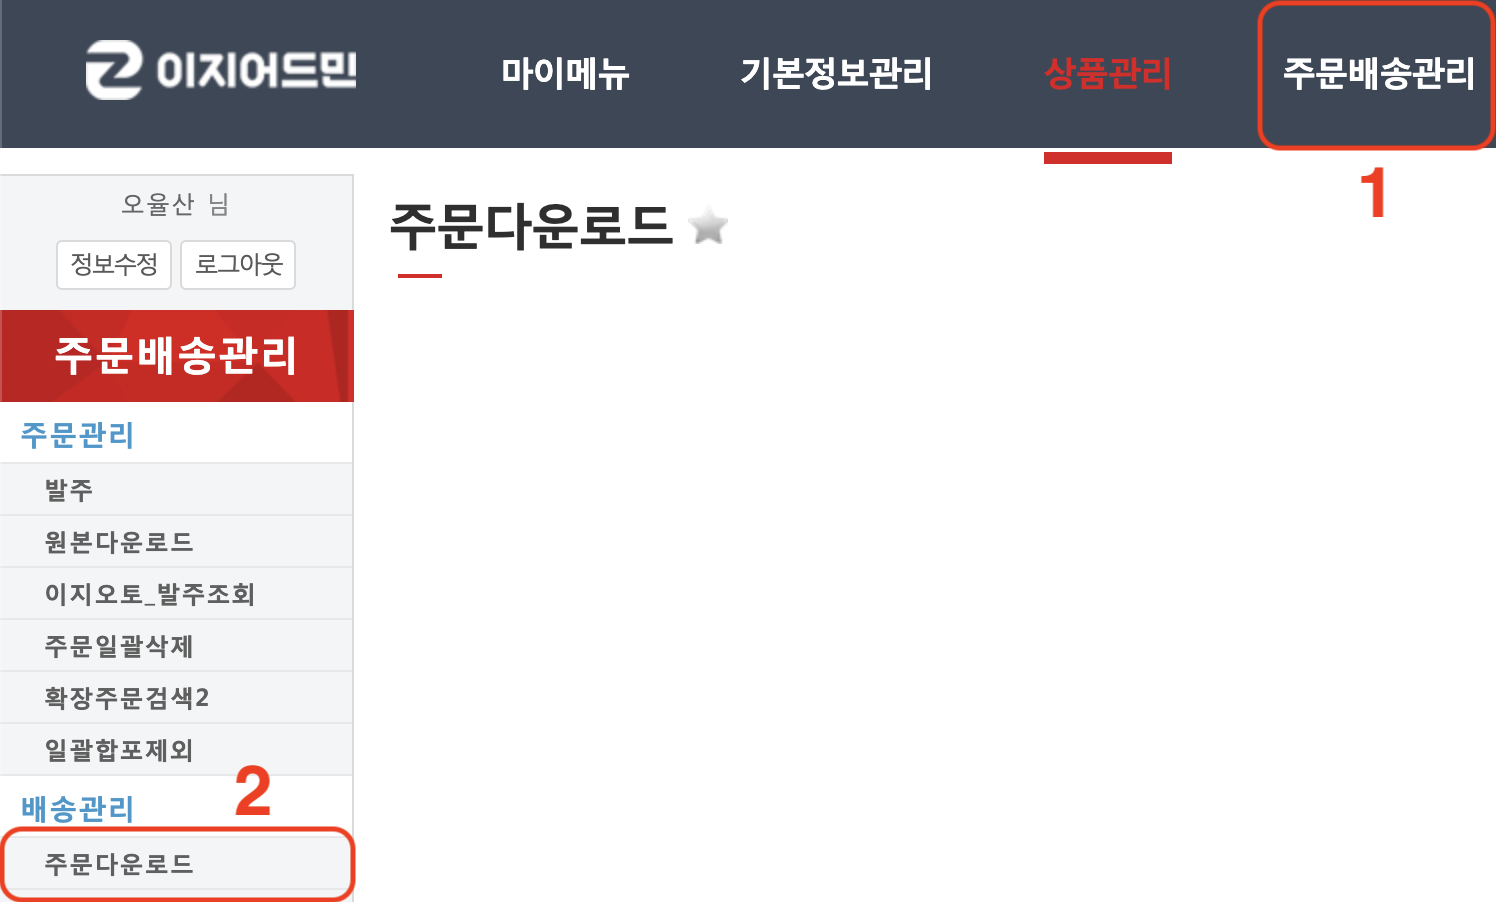 이지어드민
마이메뉴
기본정보관리
상품관리
주문배송관리
1
오율산 님
정보수정
로그아웃
주문다운로드
주문배송관리
주문관리
발주
원본다운로드
이지오토_발주조회
주문일괄삭제
확장주문검색2
일괄합포제외
2
배송관리
주문다운로드